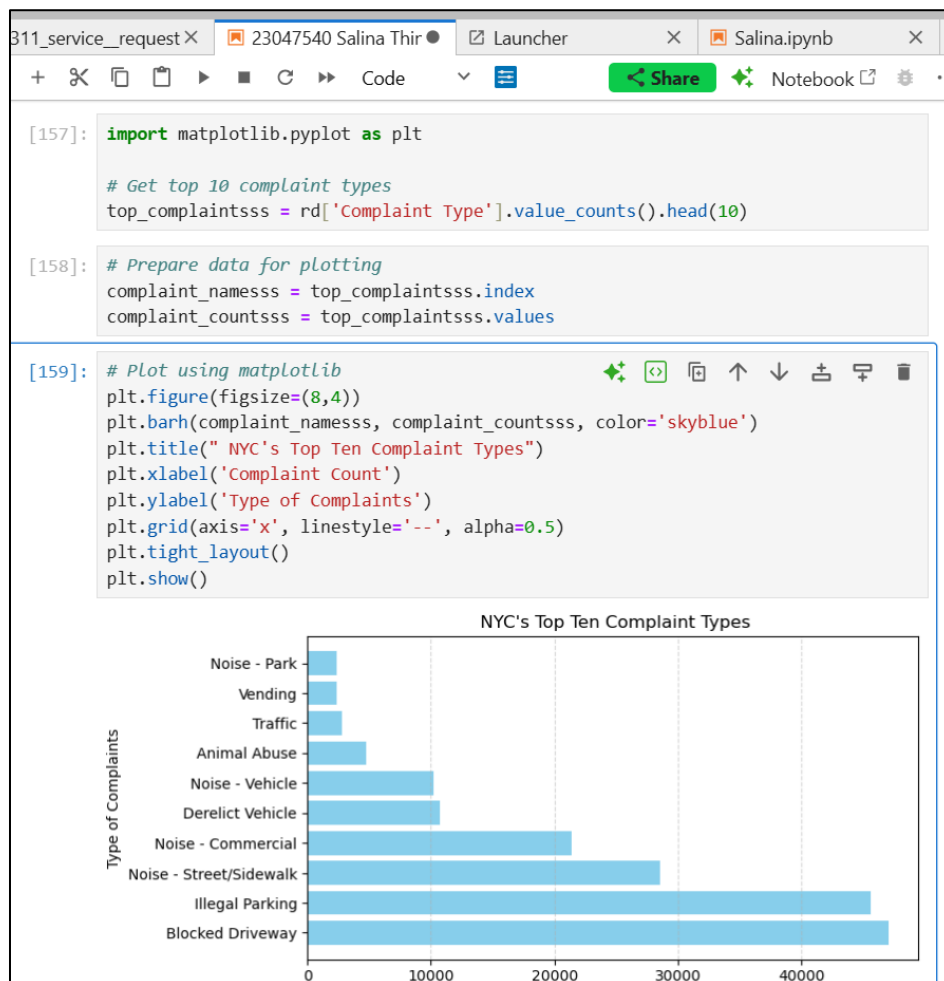 311_service__request
23047540 Salina Thir
Launcher
Salina.ipynb
Code
Share
Notebook
[157]:
import matplotlib.pyplot as plt
# Get top 10 complaint types
top_complaintsss = rd['Complaint Type'].value_counts().head(10)
[158]:
# Prepare data for plotting
complaint_namesss = top_complaintsss.index
complaint_countsss = top_complaintsss.values
[159]:
# Plot using matplotlib
plt.figure(figsize=(8,4))
plt.barh(complaint_namesss, complaint_countsss, color='skyblue')
plt.title(" NYC's Top Ten Complaint Types")
plt.xlabel('Complaint Count')
plt.ylabel('Type of Complaints')
plt.grid(axis='x', linestyle='--', alpha=0.5)
plt.tight_layout()
plt.show()
NYC's Top Ten Complaint Types
Type of Complaints
Noise - Park
Vending
Traffic
Animal Abuse
Noise - Vehicle
Derelict Vehicle
Noise - Commercial
Noise - Street/Sidewalk
Illegal Parking
Blocked Driveway
0 10000 20000 30000 40000